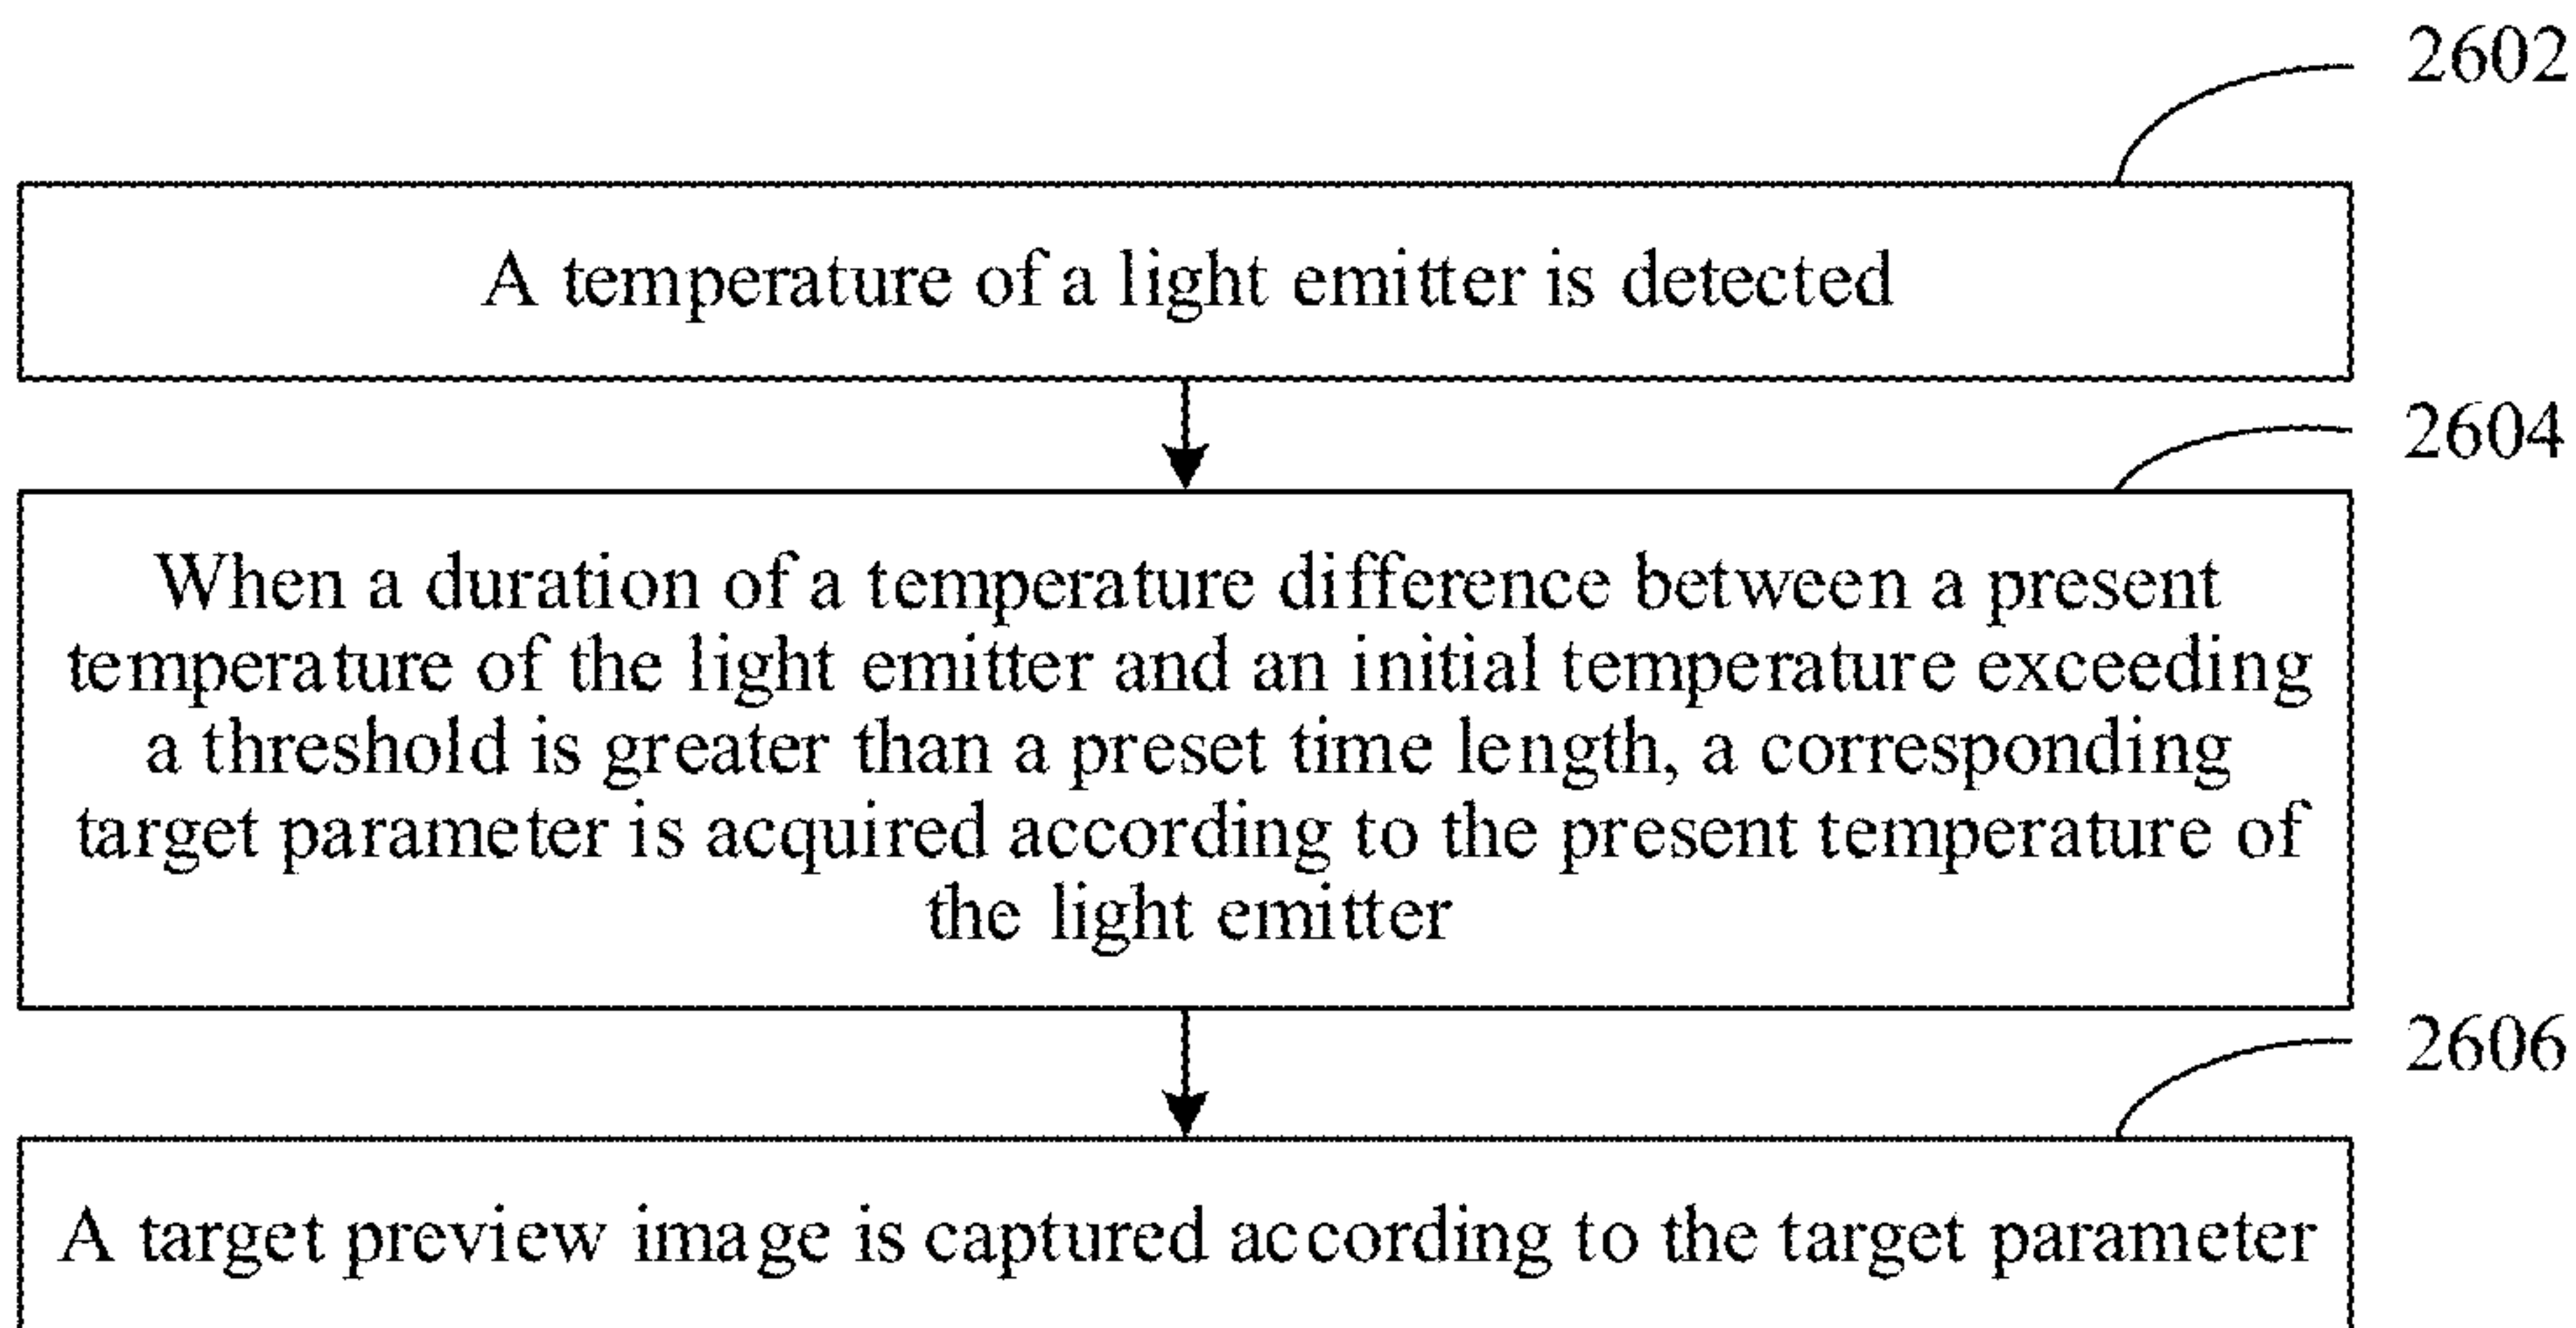 2602
A temperature of a light emitter is detected
2604
When a duration of a temperature difference between a present
temperature of the light emitter and an initial temperature exceeding
a threshold is greater than a preset time length, a corresponding
target parameter is acquired according to the present temperature of
the light emitter
2606
A target preview image is captured according to the target parameter